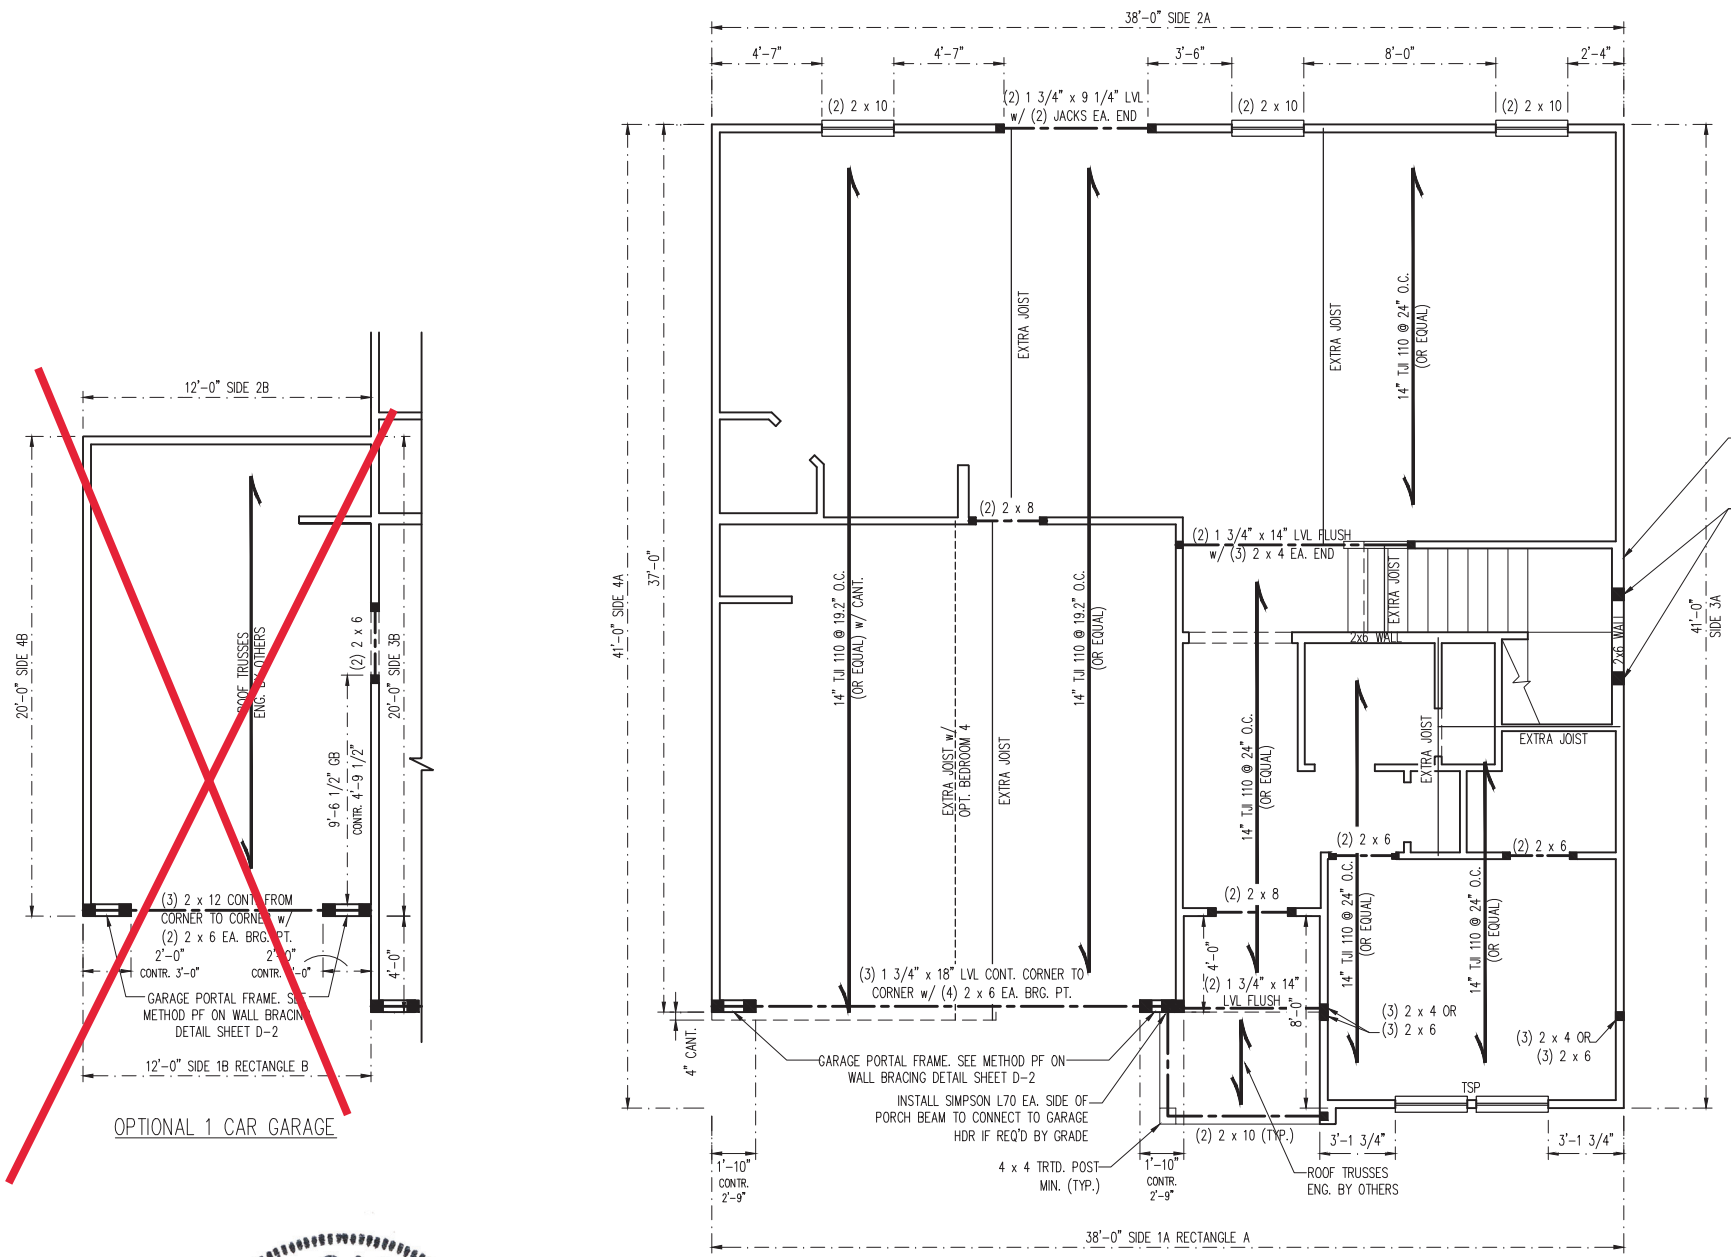 38'-0" SIDE 2A
4'-7"
4'-7"
3'-6"
8'-0"
2'-4"
(2) 2 x 10
(2) 1 3/4" x 9 1/4" LVL
w/ (2) JACKS EA. END
(2) 2 x 10
(2) 2 x 10
41'-0" SIDE 4A
37'-0"
EXTRA JOIST
EXTRA JOIST
14" TJI 110 @ 24" O.C.
(OR EQUAL)
(2) 2 x 8
(2) 1 3/4" x 14" LVL FLUSH
w/ (3) 2 x 4 EA. END
EXTRA JOIST
2x6 WALL
2x6 WALL
41'-0"
SIDE 3A
14" TJI 110 @ 19.2" O.C.
(OR EQUAL) w/ CANT.
14" TJI 110 @ 19.2" O.C.
(OR EQUAL)
EXTRA JOIST w/
OPT. BEDROOM 4
EXTRA JOIST
14" TJI 110 @ 24" O.C.
(OR EQUAL)
EXTRA JOIST
EXTRA JOIST
(2) 2 x 6
(2) 2 x 6
14" TJI 110 @ 24" O.C.
(OR EQUAL)
14" TJI 110 @ 24" O.C.
(OR EQUAL)
(2) 2 x 8
4'-0"
(3) 1 3/4" x 18" LVL CONT. CORNER TO
CORNER w/ (4) 2 x 6 EA. BRG. PT.
(2) 1 3/4" x 14"
LVL FLUSH
8'-0"
(3) 2 x 4 OR
(3) 2 x 6
(3) 2 x 4 OR
(3) 2 x 6
4" CANT.
GARAGE PORTAL FRAME. SEE METHOD PF ON
WALL BRACING DETAIL SHEET D-2
INSTALL SIMPSON L70 EA. SIDE OF
PORCH BEAM TO CONNECT TO GARAGE
HDR IF REQ'D BY GRADE
TSP
(2) 2 x 10 (TYP.)
4 x 4 TRTD. POST
MIN. (TYP.)
ROOF TRUSSES
ENG. BY OTHERS
1'-10"
CONTR.
2'-9"
1'-10"
CONTR.
2'-9"
3'-1 3/4"
3'-1 3/4"
38'-0" SIDE 1A RECTANGLE A
12'-0" SIDE 2B
20'-0" SIDE 4B
ROOF TRUSSES
ENG. BY OTHERS
(2) 2 x 6
20'-0" SIDE 3B
9'-6 1/2" GB
CONTR. 4'-9 1/2"
(3) 2 x 12 CONT. FROM
CORNER TO CORNER w/
(2) 2 x 6 EA. BRG. PT.
2'-0"
CONTR. 3'-0"
2'-0"
CONTR. 3'-0"
4'-0"
GARAGE PORTAL FRAME. SEE
METHOD PF ON WALL BRACING
DETAIL SHEET D-2
12'-0" SIDE 1B RECTANGLE B
OPTIONAL 1 CAR GARAGE